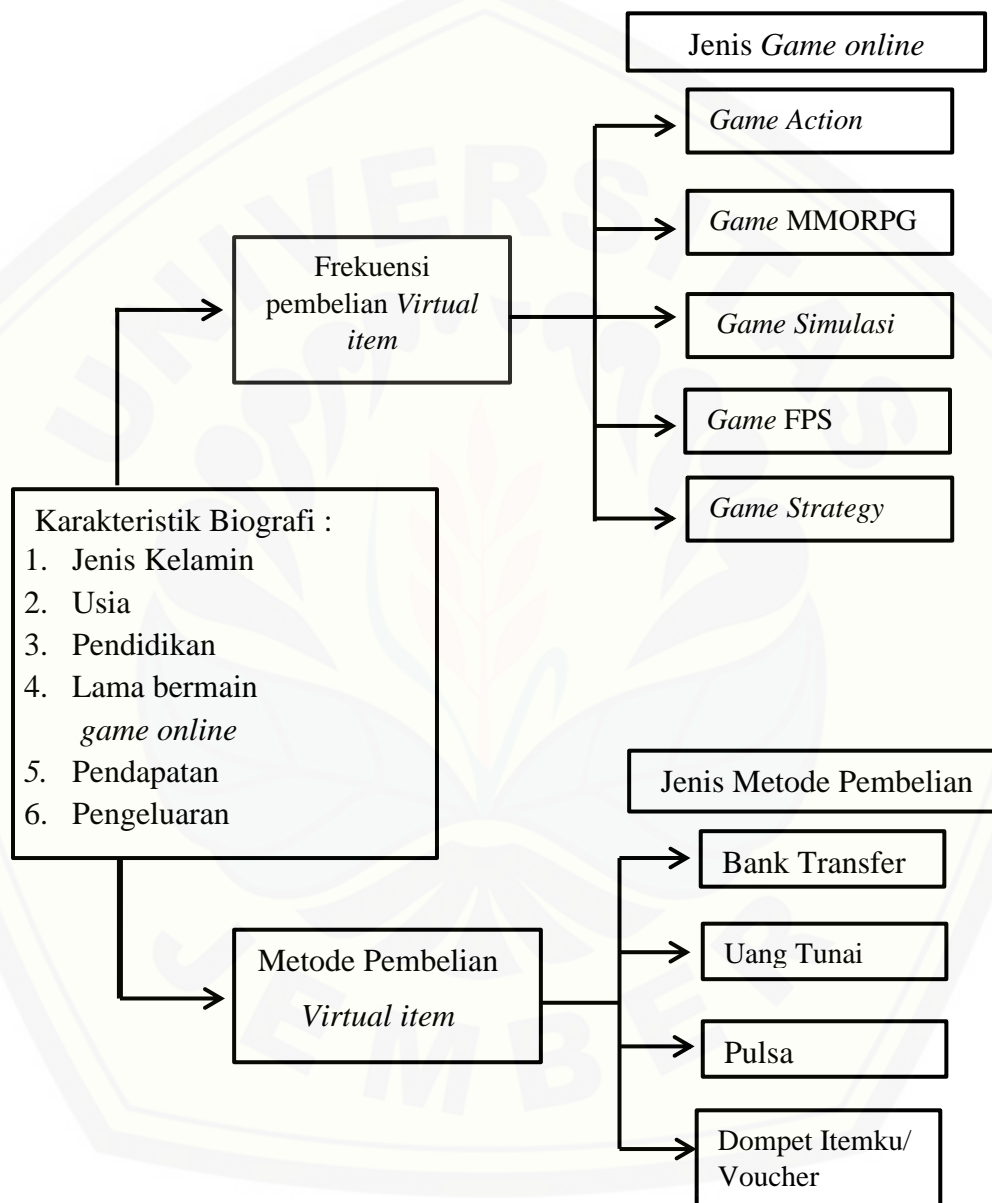 Jenis Game online
Game Action
Game MMORPG
Frekuensi
pembelian Virtual
item
Game Simulasi
Game FPS
Game Strategy
Karakteristik Biografi :
1. Jenis Kelamin
2. Usia
3. Pendidikan
4. Lama bermain
game online
5. Pendapatan
6. Pengeluaran
Jenis Metode Pembelian
Bank Transfer
Metode Pembelian
Virtual item
Uang Tunai
Pulsa
Dompet Itemku/
Voucher
UNIVERSITAS
JEMBER